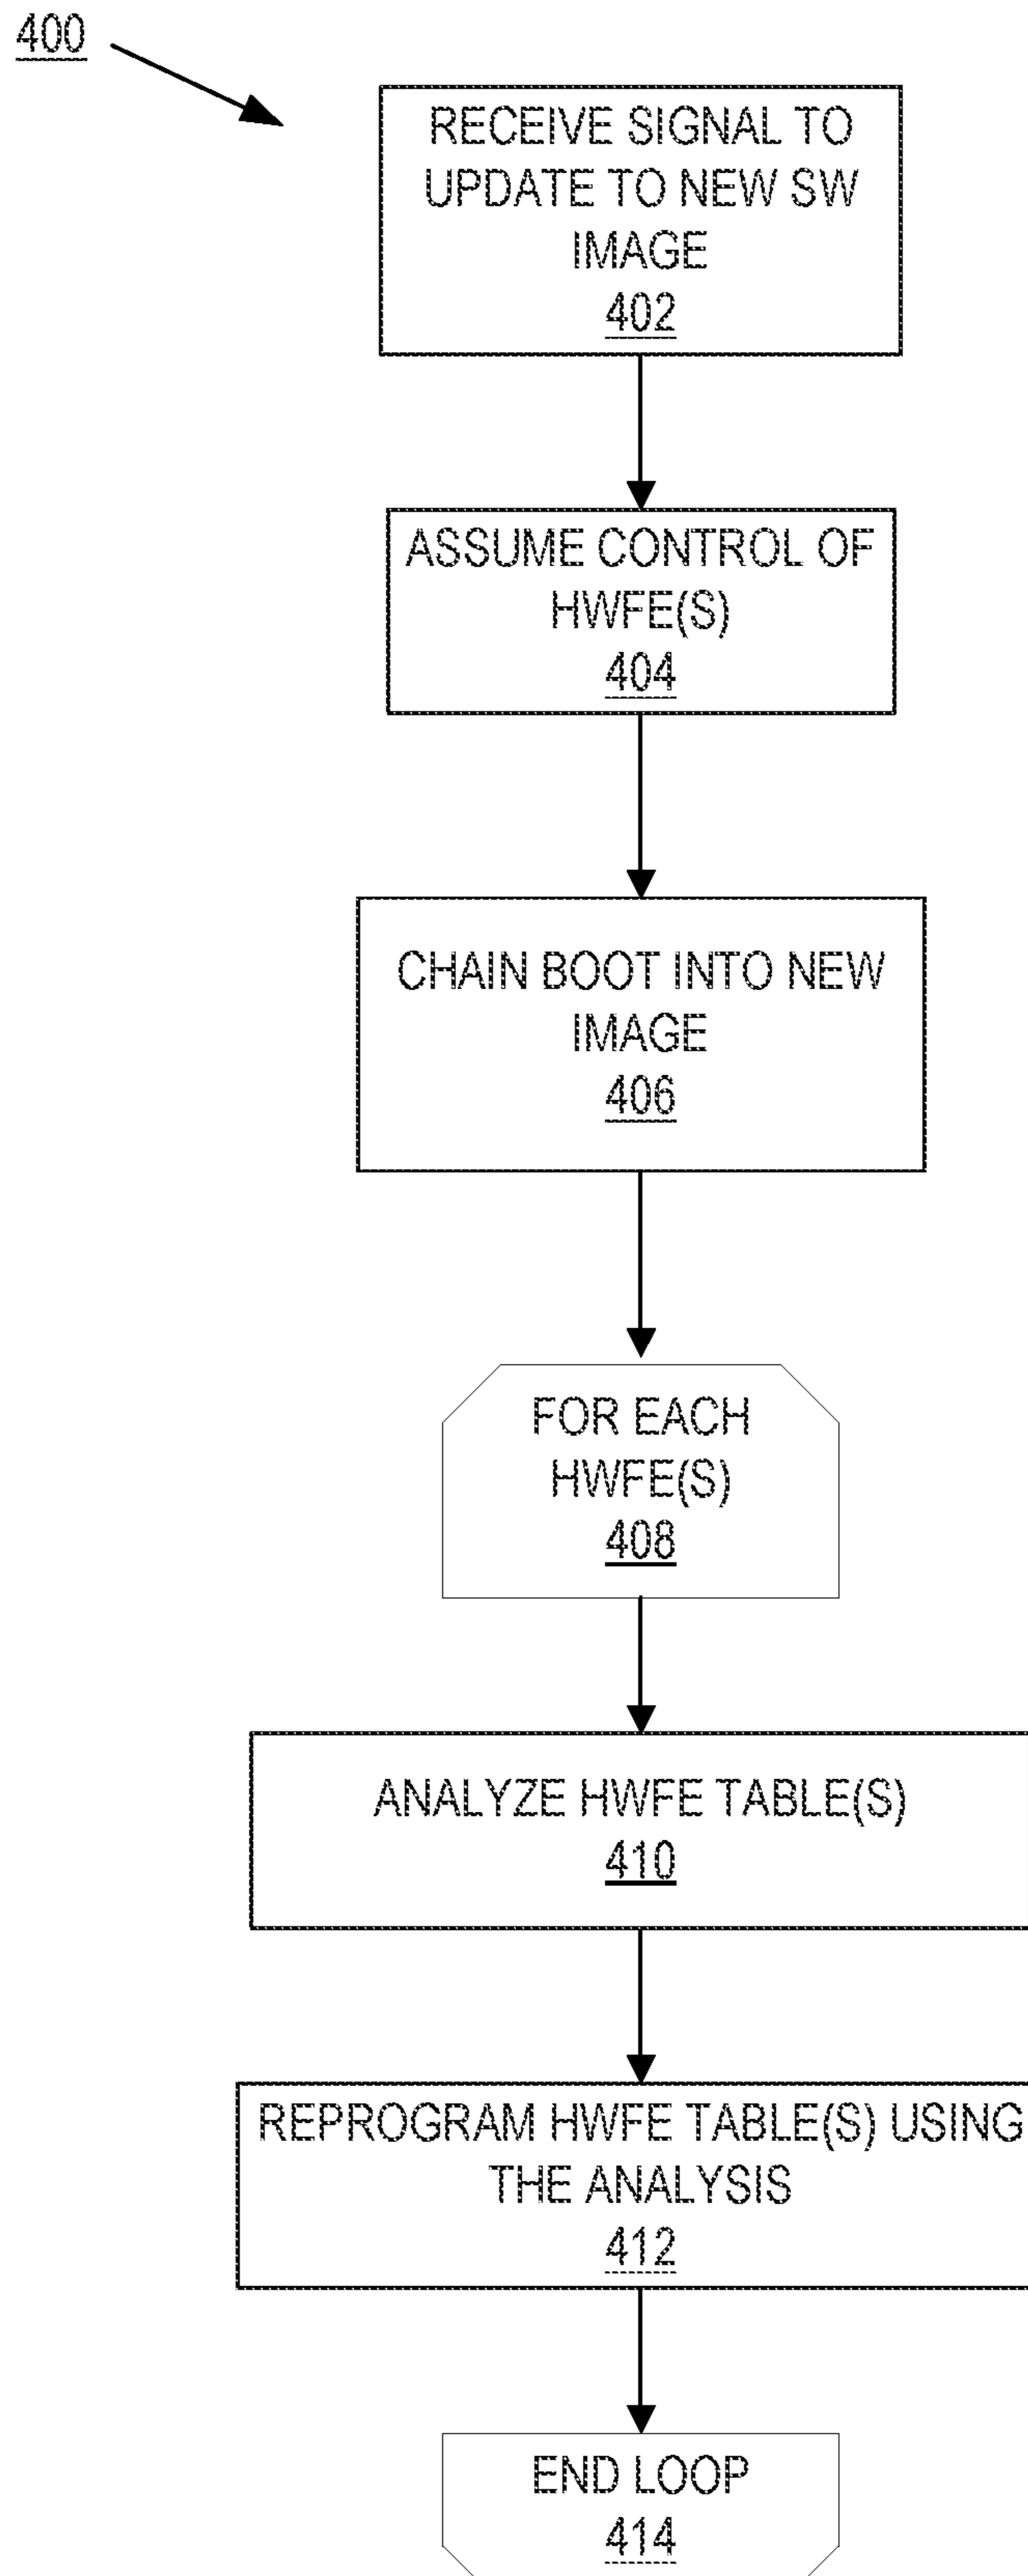 400
RECEIVE SIGNAL TO
UPDATE TO NEW SW
IMAGE
402
ASSUME CONTROL OF
HWFE(S)
404
CHAIN BOOT INTO NEW
IMAGE
406
FOR EACH
HWFE(S)
408
ANALYZE HWFE TABLE(S)
410
REPROGRAM HWFE TABLE(S) USING
THE ANALYSIS
412
END LOOP
414